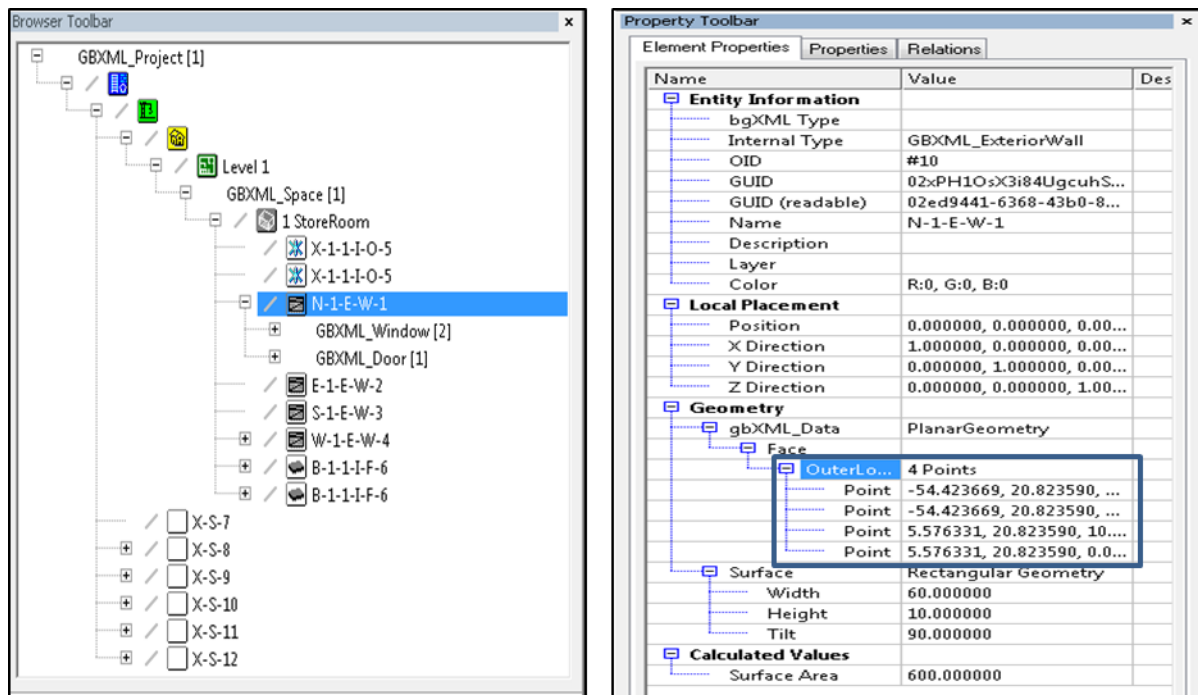 Browser Toolbar x
GBXML_Project [1]
Level 1
GBXML_Space [1]
1 StoreRoom
X-1-1-I-O-5
X-1-1-I-O-5
N-1-E-W-1
GBXML_Window [2]
GBXML_Door [1]
E-1-E-W-2
S-1-E-W-3
W-1-E-W-4
B-1-1-I-F-6
B-1-1-I-F-6
X-S-7
X-S-8
X-S-9
X-S-10
X-S-11
X-S-12
Property Toolbar x
Element Properties Properties Relations
Name Value Des
Entity Information
bgXML Type
Internal Type GBXML_ExteriorWall
OID #10
GUID 02xPH1OsX3i84UgcuhS...
GUID (readable) 02ed9441-6368-43b0-8...
Name N-1-E-W-1
Description
Layer
Color R:0, G:0, B:0
Local Placement
Position 0.000000, 0.000000, 0.00...
X Direction 1.000000, 0.000000, 0.00...
Y Direction 0.000000, 1.000000, 0.00...
Z Direction 0.000000, 0.000000, 1.00...
Geometry
gbXML_Data PlanarGeometry
Face
OuterLo... 4 Points
Point -54.423669, 20.823590, ...
Point -54.423669, 20.823590, ...
Point 5.576331, 20.823590, 10....
Point 5.576331, 20.823590, 0.0...
Surface Rectangular Geometry
Width 60.000000
Height 10.000000
Tilt 90.000000
Calculated Values
Surface Area 600.000000